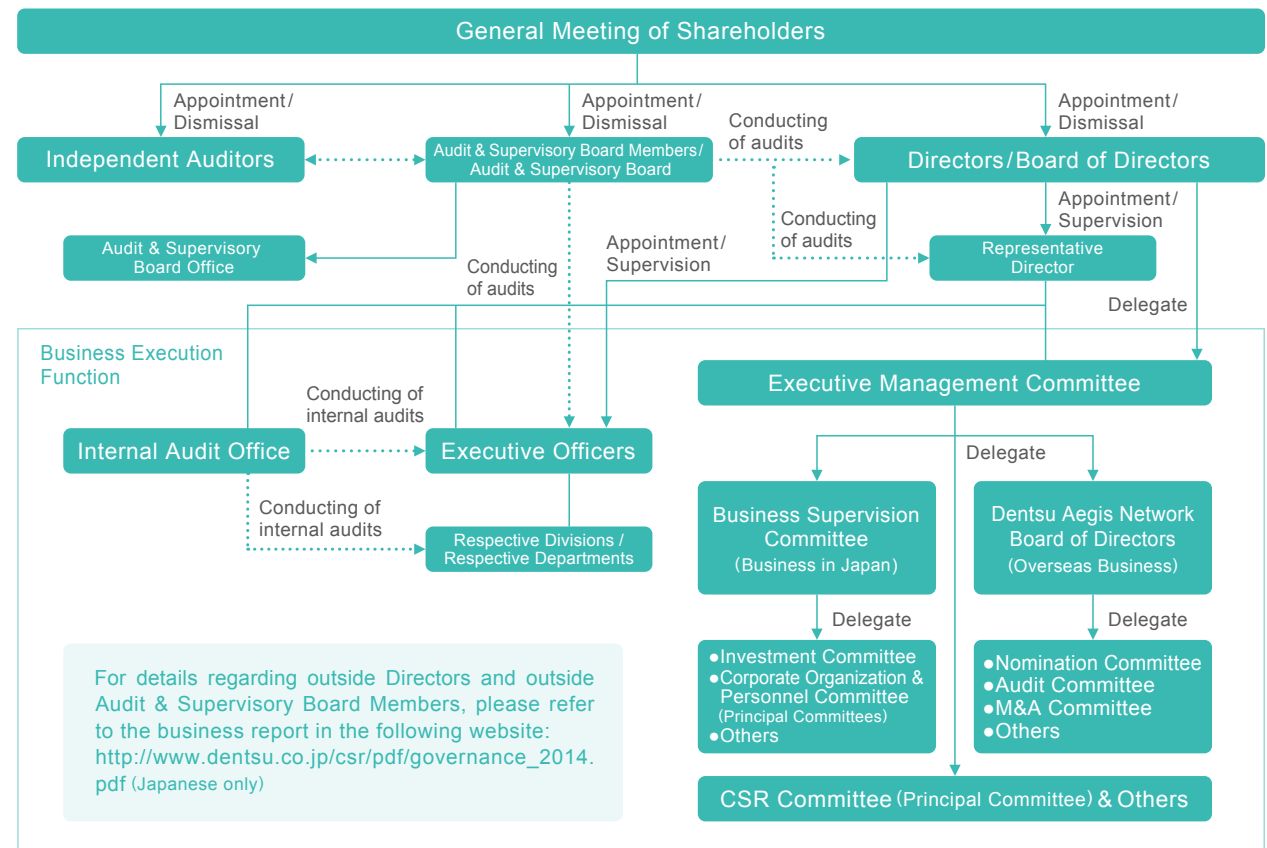 General Meeting of Shareholders
Appointment/
Dismissal
Appointment/
Dismissal
Appointment/
Dismissal
Conducting
of audits
Independent Auditors
Audit & Supervisory Board Members/
Audit & Supervisory Board
Directors/Board of Directors
Appointment/
Supervision
Conducting
of audits
Audit & Supervisory
Board Office
Appointment/
Supervision
Representative
Director
Conducting
of audits
Delegate
Business Execution
Function
Executive Management Committee
Conducting of
internal audits
Internal Audit Office
Executive Officers
Delegate
Conducting of
internal audits
Respective Divisions /
Respective Departments
Business Supervision
Committee
(Business in Japan)
Dentsu Aegis Network
Board of Directors
(Overseas Business)
Delegate
Delegate
●Investment Committee
●Corporate Organization &
Personnel Committee
(Principal Committees)
●Others
●Nomination Committee
●Audit Committee
●M&A Committee
●Others
For details regarding outside Directors and outside
Audit & Supervisory Board Members, please refer
to the business report in the following website:
http://www.dentsu.co.jp/csr/pdf/governance_2014.
pdf (Japanese only)
CSR Committee (Principal Committee) & Others